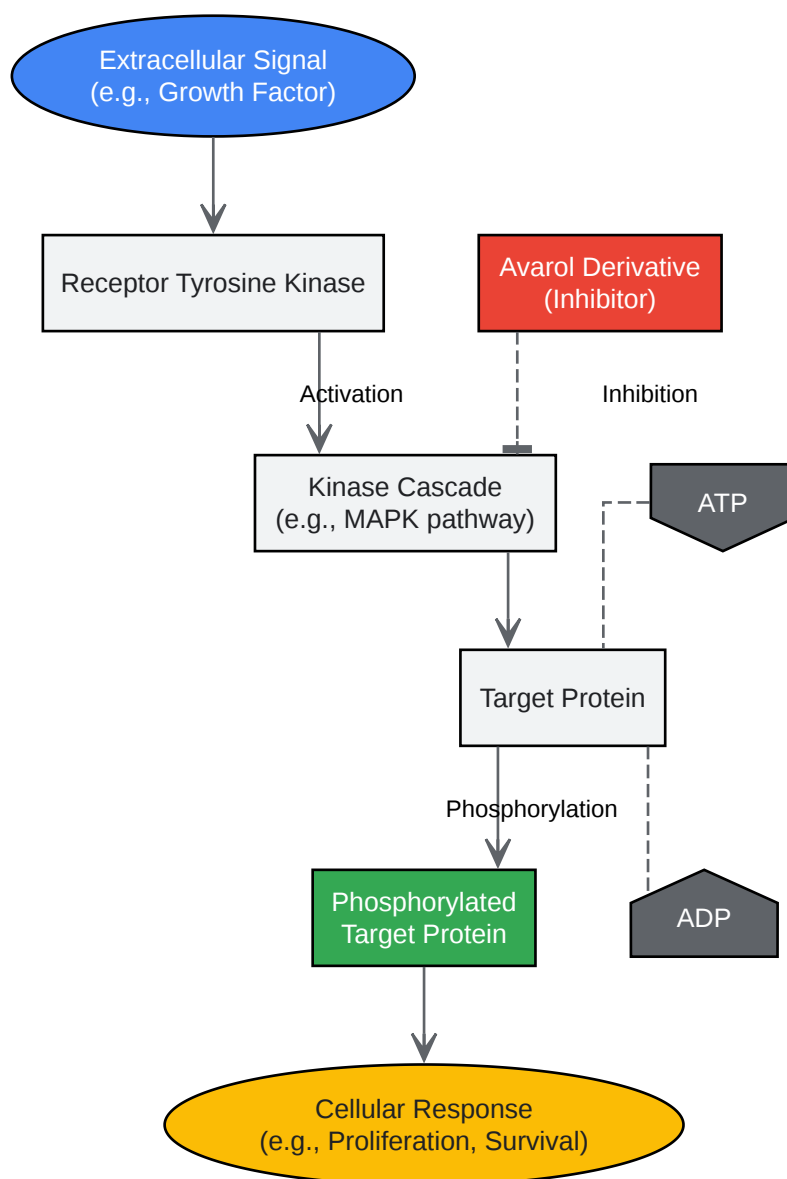 Extracellular Signal
(e.g., Growth Factor)
Receptor Tyrosine Kinase
Avarol Derivative
(Inhibitor)
Activation
Inhibition
Kinase Cascade
(e.g., MAPK pathway)
ATP
Target Protein
Phosphorylation
Phosphorylated
Target Protein
ADP
Cellular Response
(e.g., Proliferation, Survival)